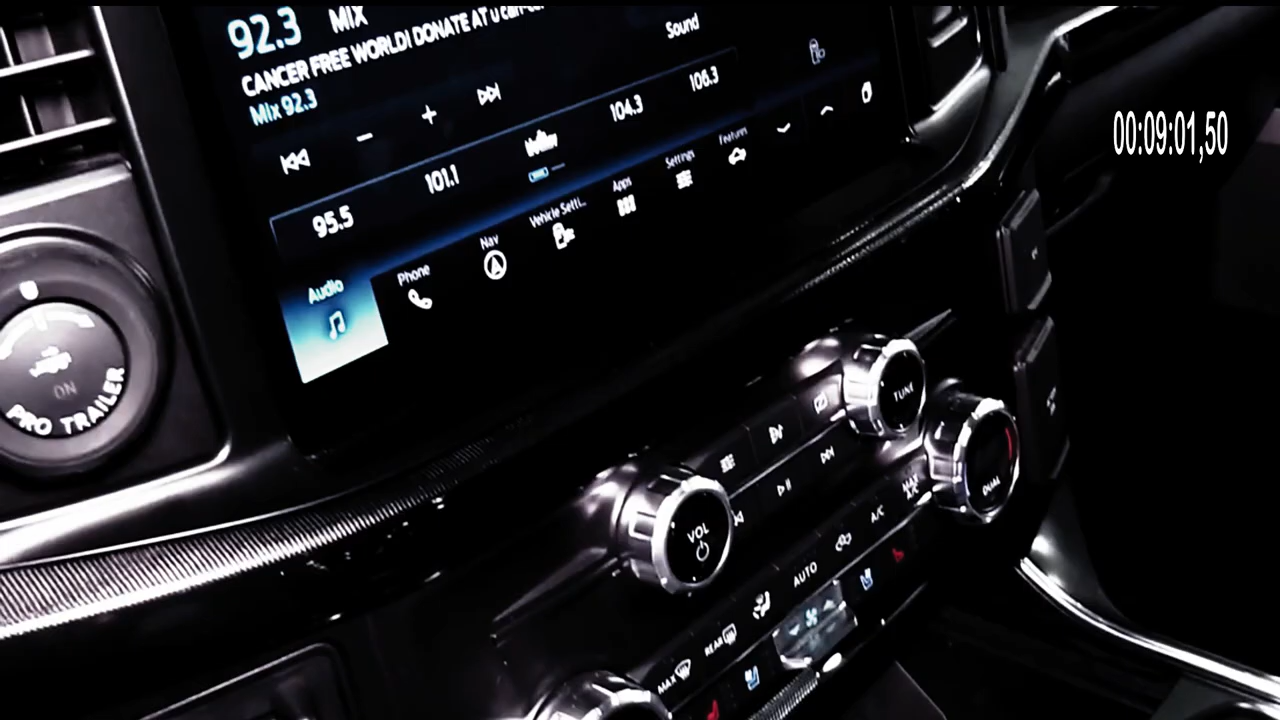 92.3 MIX
CANCER FREE WORLD! DONATE AT
Mix 92.3
Sound
95.5
101.1
104.3
106.3
Audio
Phone
Nav
Vehicle Setti...
Apps
Settings
Features
00:09:01,50
ON
PRO TRAILER
TUNE
VOL
DUAL
MAX A/C
A/C
AUTO
REAR
MAX